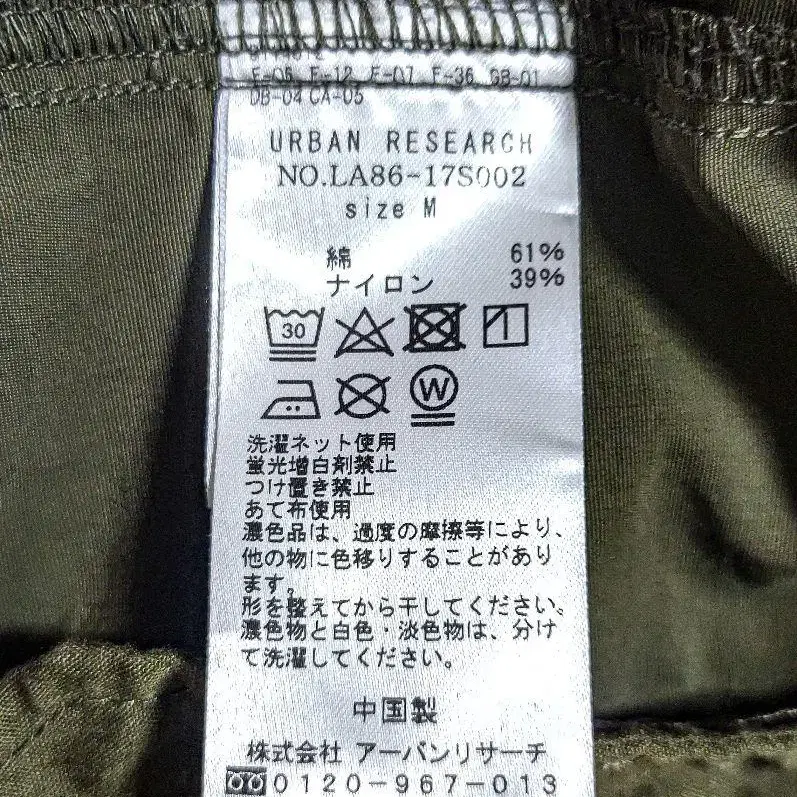 E-06 E-12 E-07 F-36 GB-01
DB-04 CA-05
URBAN RESEARCH
NO.LA86-17S002
size M
綿 61%
ナイロン 39%
30
W
洗濯ネット使用
蛍光増白剤禁止
つけ置き禁止
あて布使用
濃色品は、過度の摩擦等により、
他の物に色移りすることがあり
ます。
形を整えてから干してください。
濃色物と白色・淡色物は、分け
て洗濯してください。
中国製
株式会社 アーバンリサーチ
0120-967-013